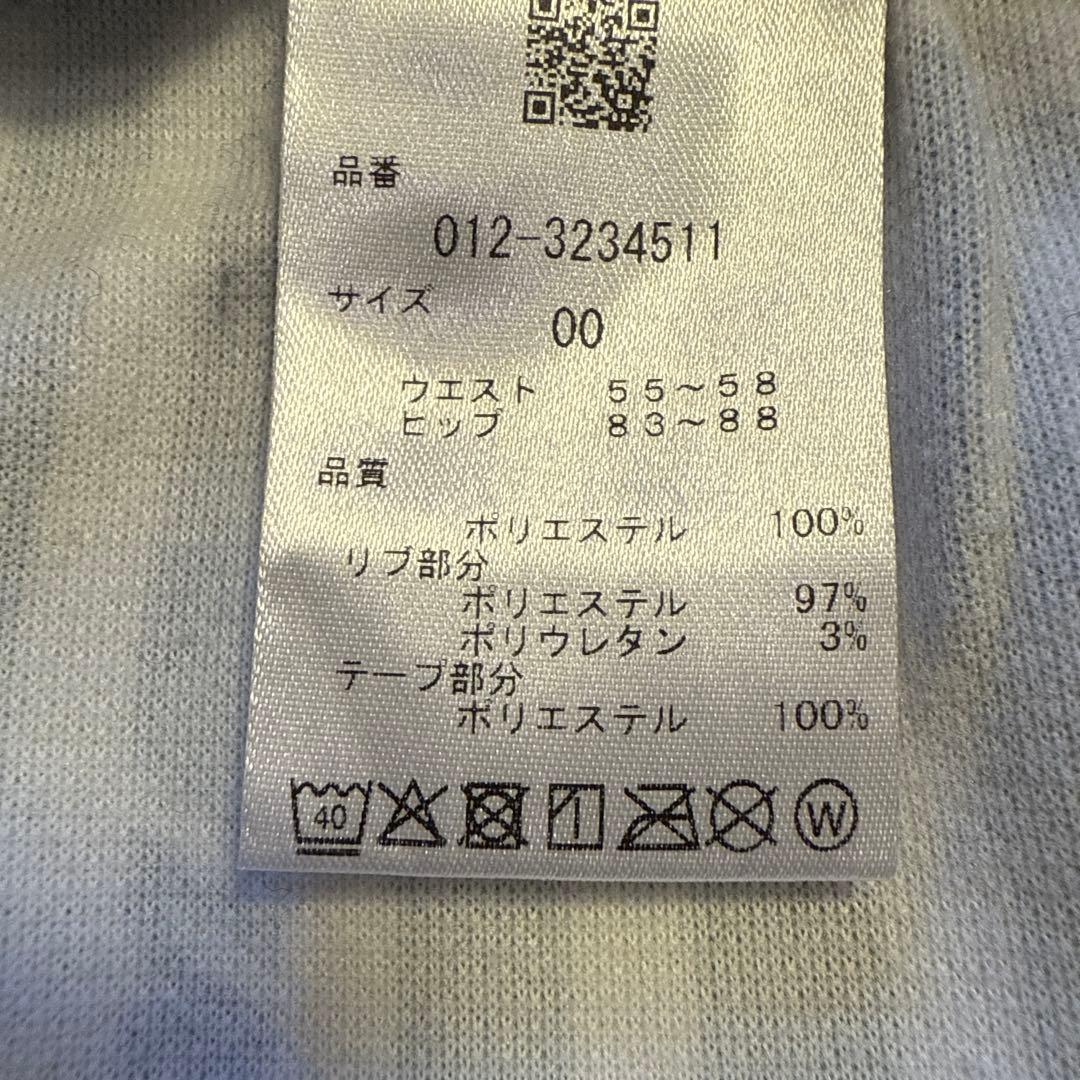 品番
012-3234511
サイズ
00
ウエスト ５５～５８
ヒップ ８３～８８
品質
ポリエステル 100%
リブ部分
ポリエステル 97%
ポリウレタン 3%
テープ部分
ポリエステル 100%
40
W